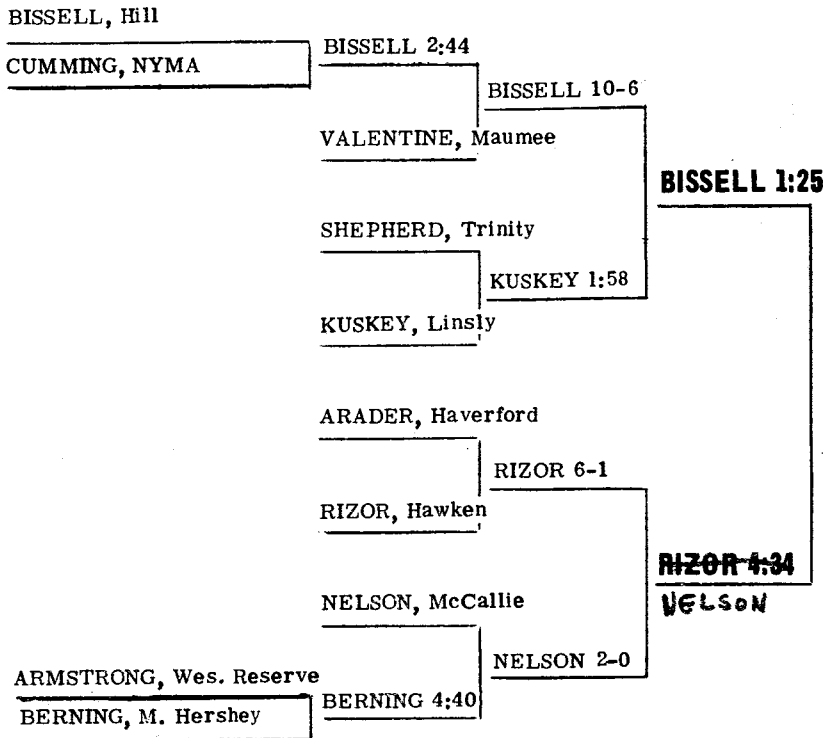 BISSELL, Hill
CUMMING, NYMA
BISSELL 2:44
VALENTINE, Maumee
BISSELL 10-6
SHEPHERD, Trinity
KUSKEY, Linsly
KUSKEY 1:58
BISSELL 1:25
ARADER, Haverford
RIZOR, Hawken
RIZOR 6-1
NELSON, McCallie
ARMSTRONG, Wes. Reserve
BERNING, M. Hershey
BERNING 4:40
NELSON 2-0
RIZOR 4:34
NELSON